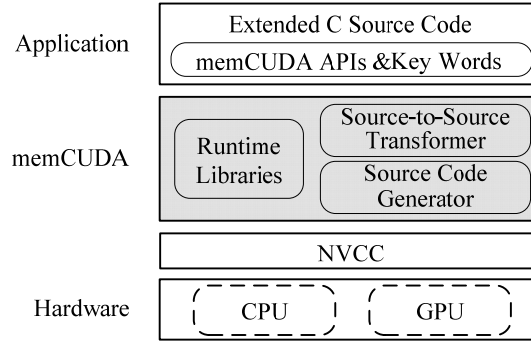 Application
Extended C Source Code
memCUDA APIs &Key Words
memCUDA
Runtime
Libraries
Source-to-Source
Transformer
Source Code
Generator
NVCC
Hardware
CPU
GPU